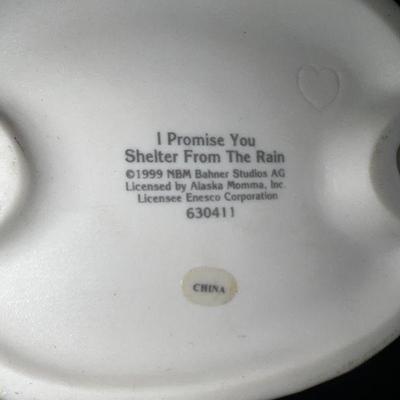 I Promise You
Shelter From The Rain
©1999 NBM Bahner Studios AG
Licensed by Alaska Momma, Inc.
Licensee Enesco Corporation
630411
CHINA